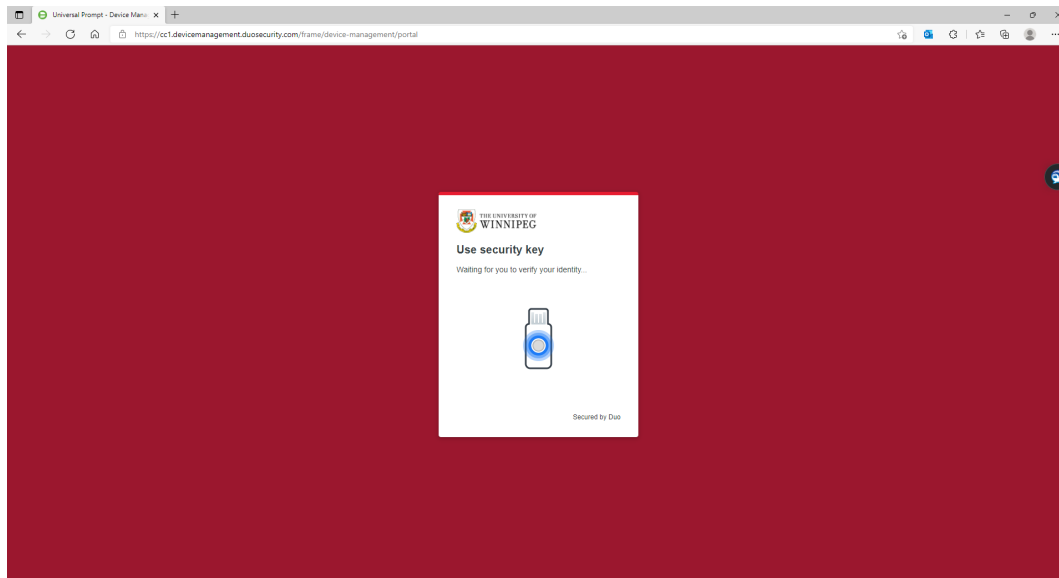 Universal Prompt - Device Mana
https://cc1.devicemanagement.duosecurity.com/frame/device-management/portal
THE UNIVERSITY OF
WINNIPEG
Use security key
Waiting for you to verify your identity...
Secured by Duo